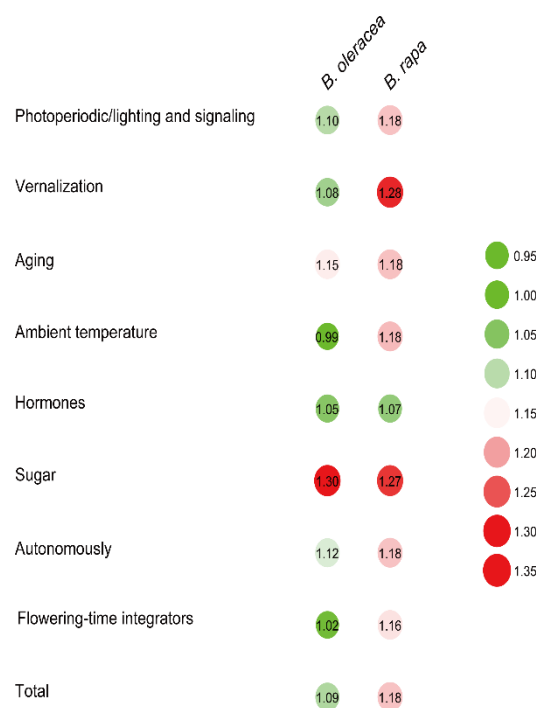 B. oleracea B. rapa
Photoperiodic/lighting and signaling 1.10 1.18
Vernalization 1.08 1.28
Aging 1.15 1.18
Ambient temperature 0.99 1.18
Hormones 1.05 1.07
Sugar 1.30 1.27
Autonomously 1.12 1.18
Flowering-time integrators 1.02 1.16
Total 1.09 1.18
0.95
1.00
1.05
1.10
1.15
1.20
1.25
1.30
1.35